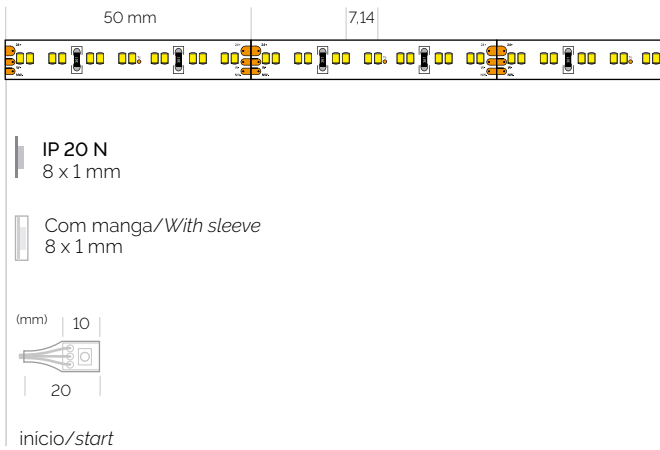 50 mm
7,14
IP 20 N
8 x 1 mm
Com manga/With sleeve
8 x 1 mm
(mm)
10
20
início/start